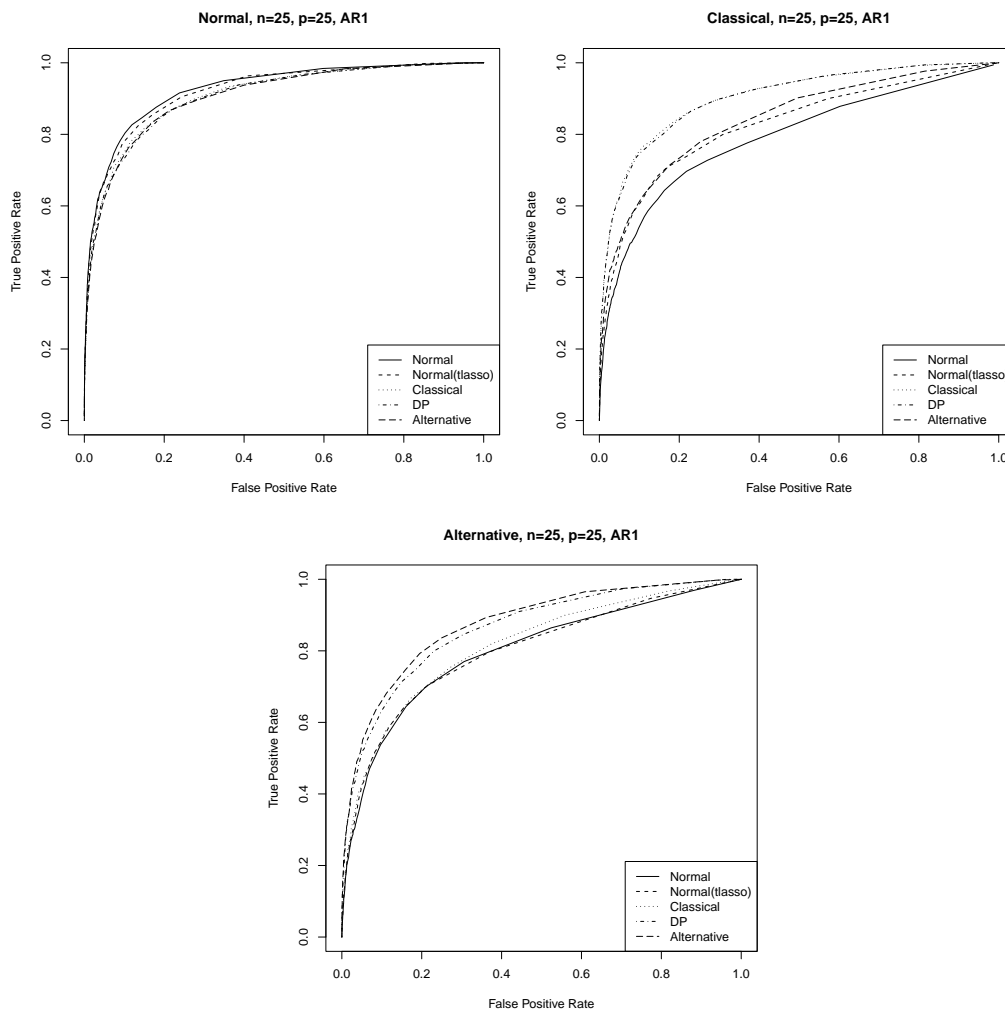 Normal, n=25, p=25, AR1
True Positive Rate
0.0
0.2
0.4
0.6
0.8
1.0
0.0 0.2 0.4 0.6 0.8 1.0
False Positive Rate
Normal
Normal(tlasso)
Classical
DP
Alternative
Classical, n=25, p=25, AR1
True Positive Rate
0.0
0.2
0.4
0.6
0.8
1.0
0.0 0.2 0.4 0.6 0.8 1.0
False Positive Rate
Normal
Normal(tlasso
Classical
DP
Alternative
Alternative, n=25, p=25, AR1
True Positive Rate
0.0
0.2
0.4
0.6
0.8
1.0
0.0 0.2 0.4 0.6 0.8 1.0
False Positive Rate
Normal
Normal(tlasso)
Classical
DP
Alternative